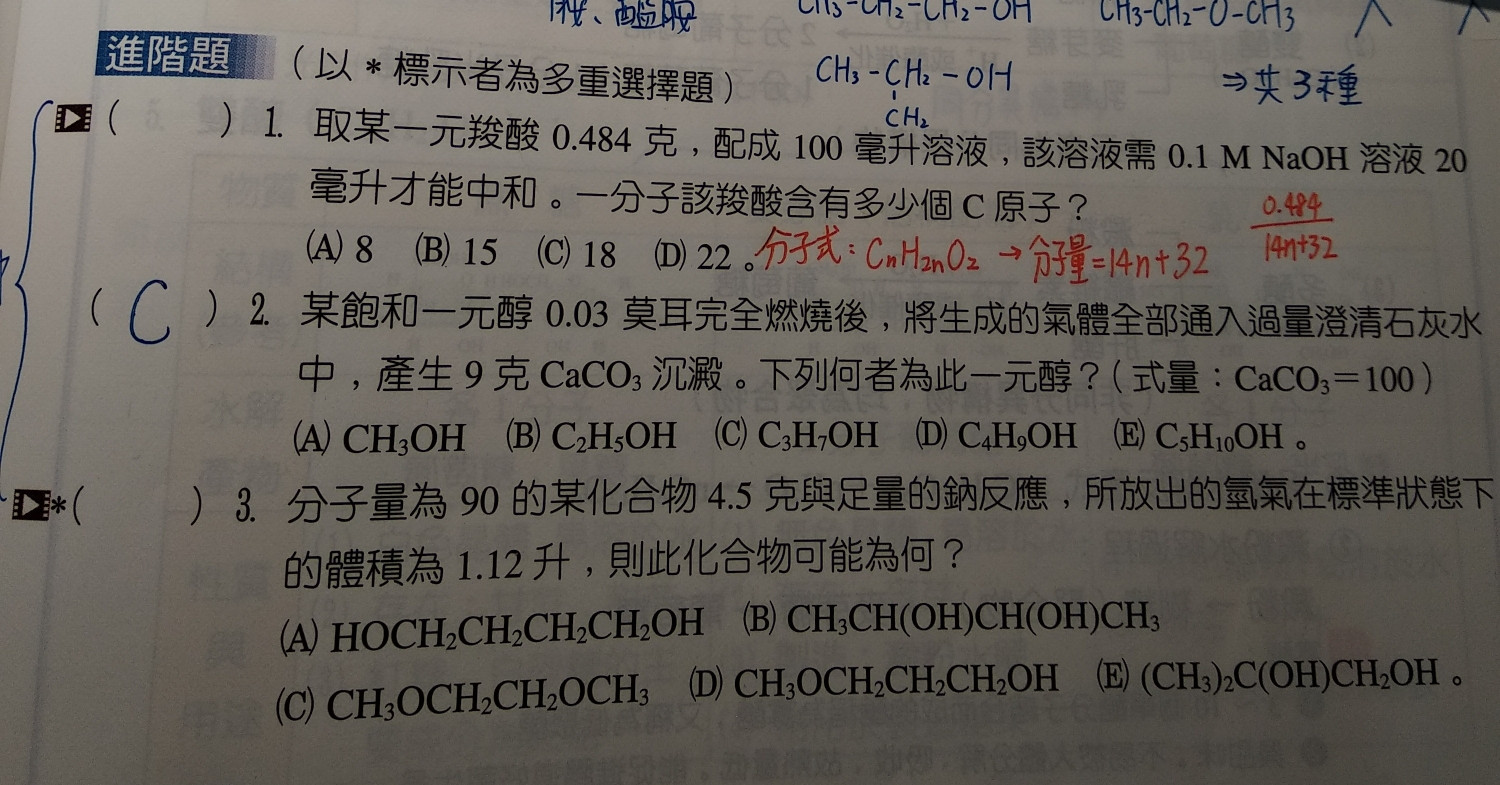 CH3-CH2-CH2-OH CH3-CH2-O-CH3
進階題 (以 * 標示者為多重選擇題)
CH₃-CH₂-OH
CH₂
⇒共3種
( ) 1. 取某一元羧酸 0.484 克,配成 100 毫升溶液,該溶液需 0.1 M NaOH 溶液 20
毫升才能中和。一分子該羧酸含有多少個 C 原子?
(A) 8 (B) 15 (C) 18 (D) 22。
分子式:CnH2nO2 → 分子量=14n+32
0.484
14n+32
( C ) 2. 某飽和一元醇 0.03 莫耳完全燃燒後,將生成的氣體全部通入過量澄清石灰水
中,產生 9 克 CaCO₃ 沉澱。下列何者為此一元醇?(式量:CaCO₃=100)
(A) CH₃OH (B) C₂H₅OH (C) C₃H₇OH (D) C₄H₉OH (E) C₅H₁₀OH。
*( ) 3. 分子量為 90 的某化合物 4.5 克與足量的鈉反應,所放出的氫氣在標準狀態下
的體積為 1.12 升,則此化合物可能為何?
(A) HOCH₂CH₂CH₂CH₂OH (B) CH₃CH(OH)CH(OH)CH₃
(C) CH₃OCH₂CH₂OCH₃ (D) CH₃OCH₂CH₂CH₂OH (E) (CH₃)₂C(OH)CH₂OH。